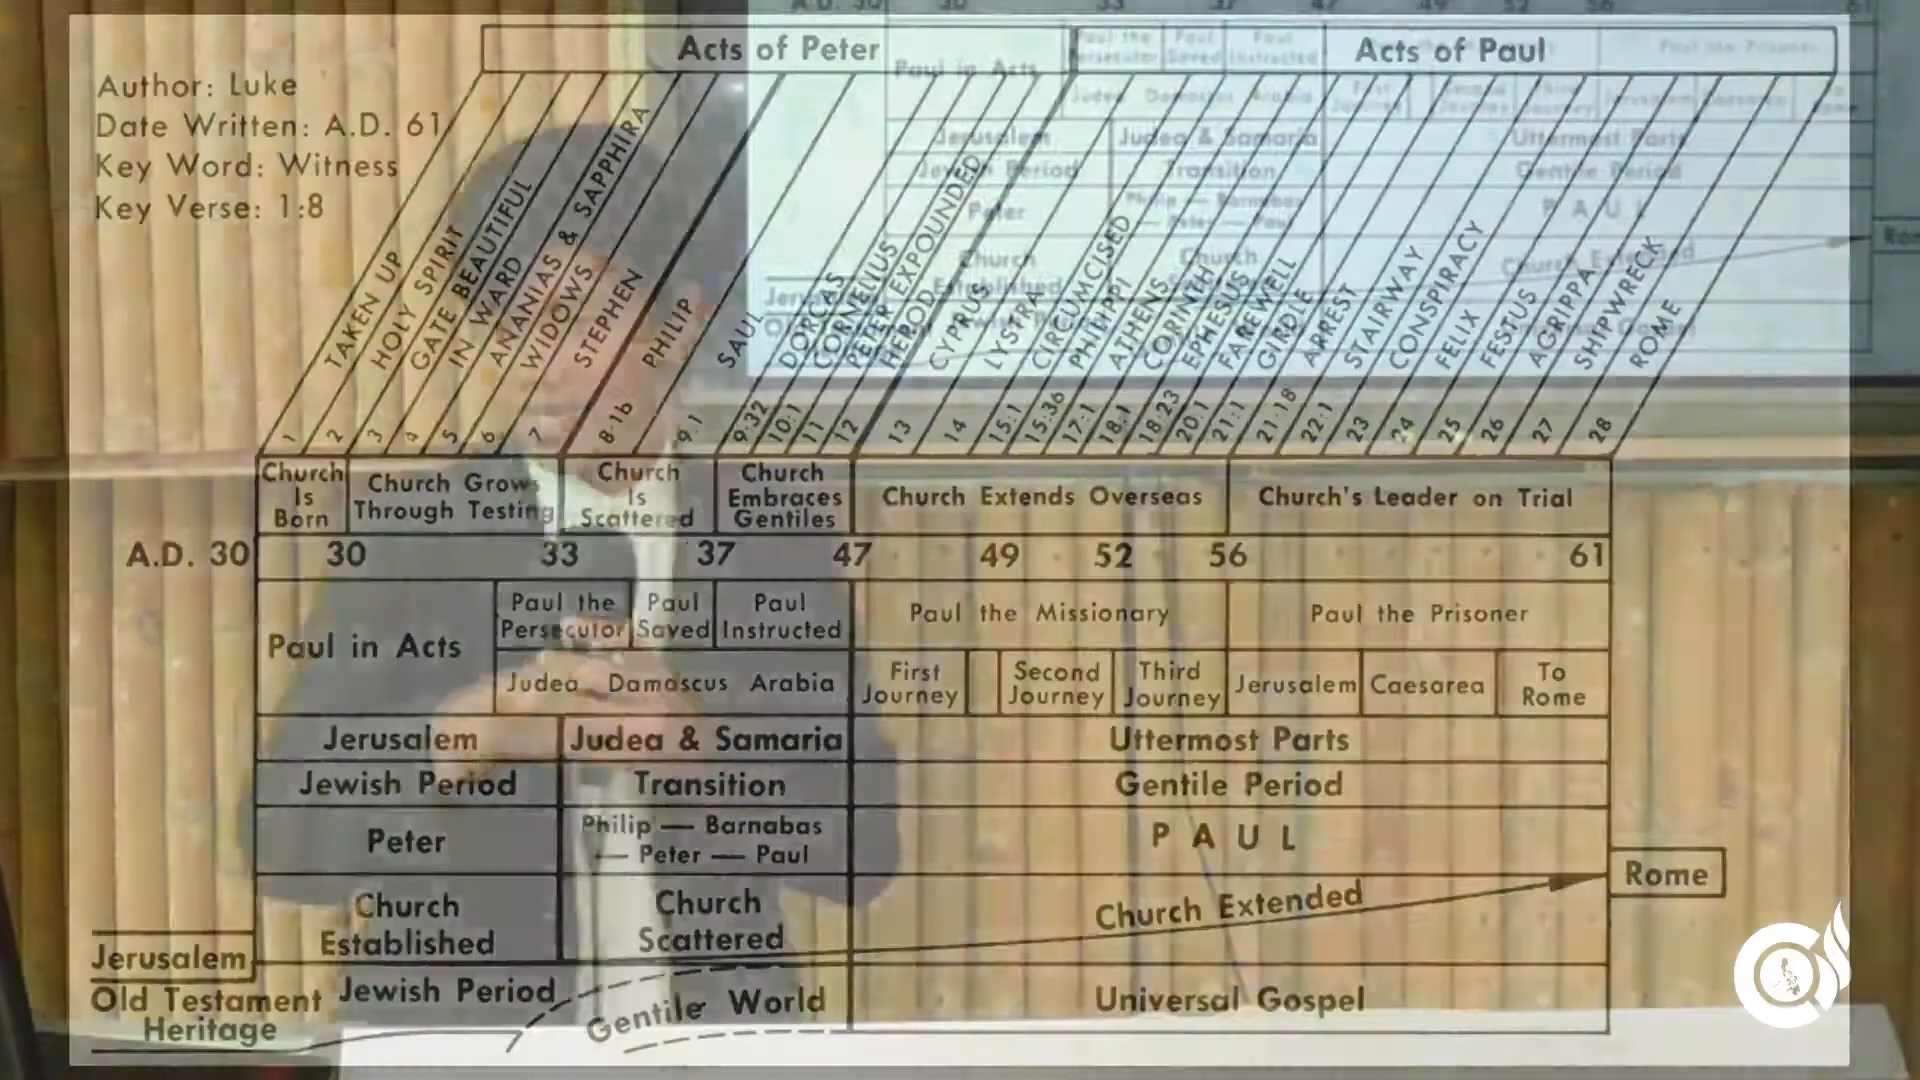 Acts of Peter
Acts of Paul
Author: Luke
Date Written: A.D. 61
Key Word: Witness
Key Verse: 1:8
TAKEN UP
HOLY SPIRIT
GATE BEAUTIFUL
IN WARD
ANANIAS & SAPPHIRA
WIDOWS
STEPHEN
PHILIP
SAUL
DORCAS
CORNELIUS
PETER EXPOUNDED
HEROD
CYPRUS
LYSTRA
CIRCUMCISED
PHILIPPI
ATHENS
CORINTH
EPHESUS
FAREWELL
GIRDLE
ARREST
STAIRWAY
CONSPIRACY
FELIX
FESTUS
AGRIPPA
SHIPWRECK
ROME
1 2 3 4 5 6 7 8:1b 9:1 9:32 10:1 11 12 13 14 15:1 15:36 17:1 18:1 18:23 20:1 21:1 21:18 22:1 23 24 25 26 27 28
Church Is Born
Church Grows Through Testing
Church Is Scattered
Church Embraces Gentiles
Church Extends Overseas
Church's Leader on Trial
A.D. 30 30 33 37 47 49 52 56 61
Paul in Acts
Paul the Persecutor
Paul Saved
Paul Instructed
Paul the Missionary
Paul the Prisoner
Judea Damascus Arabia
First Journey
Second Journey
Third Journey
Jerusalem
Caesarea
To Rome
Jerusalem
Judea & Samaria
Uttermost Parts
Jewish Period
Transition
Gentile Period
Peter
Philip — Barnabas
— Peter — Paul
PAUL
Church Established
Church Scattered
Church Extended
Rome
Jerusalem
Old Testament Heritage
Jewish Period
Gentile World
Universal Gospel